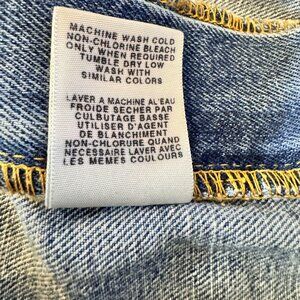 MACHINE WASH COLD
NON-CHLORINE BLEACH
ONLY WHEN REQUIRED
TUMBLE DRY LOW
WASH WITH
SIMILAR COLORS
LAVER A MACHINE AL'EAU
FROIDE SECHER PAR
CULBUTAGE BASSE
UTILISER D'AGENT
DE BLANCHIMENT
NON-CHLORURE QUAND
NECESSAIRE LAVER AVEC
LES MEMES COULOURS